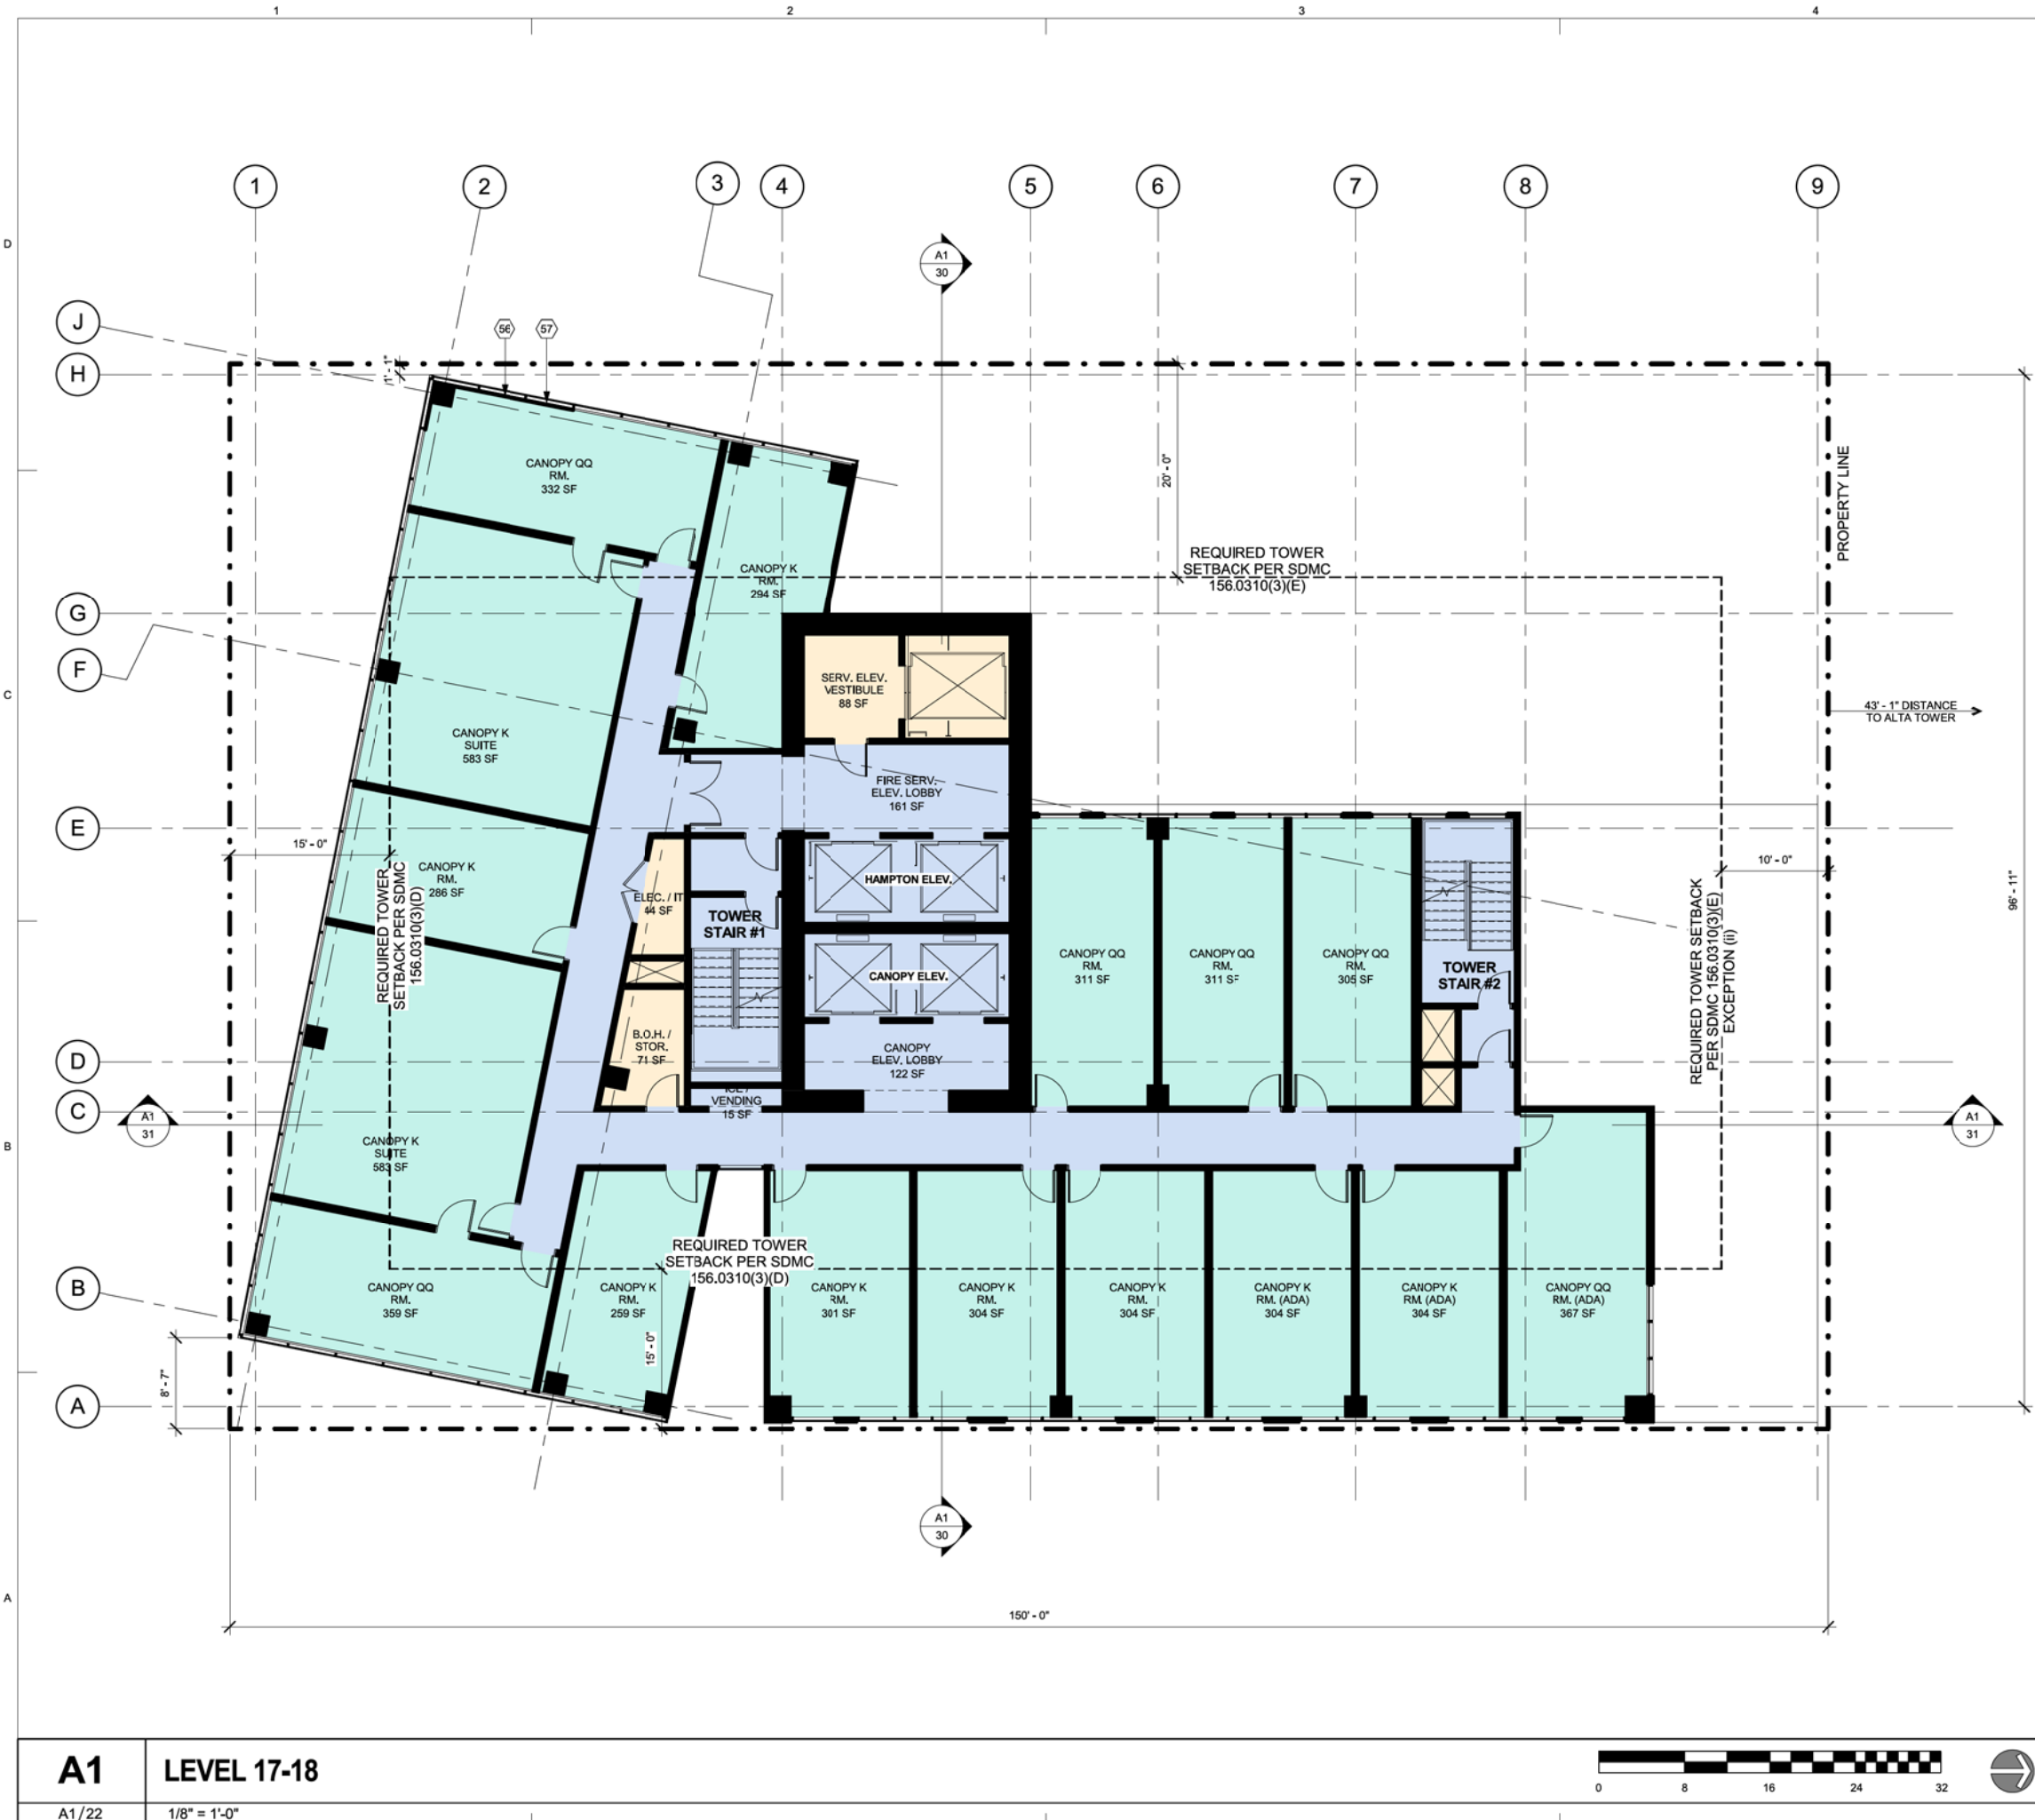 1
2
3
4
1
2
3
4
5
6
7
8
9
D
A1
30
J
56
57
1' - 1"
H
CANOPY QQ
RM.
332 SF
20' - 0"
PROPERTY LINE
REQUIRED TOWER
SETBACK PER SDMC
156.0310(3)(E)
CANOPY K
RM.
294 SF
G
F
C
SERV. ELEV.
VESTIBULE
88 SF
43' - 1" DISTANCE
TO ALTA TOWER
CANOPY K
SUITE
583 SF
FIRE SERV.
ELEV. LOBBY
161 SF
E
15' - 0"
10' - 0"
CANOPY K
RM.
286 SF
REQUIRED TOWER
SETBACK PER SDMC
156.0310(3)(D)
HAMPTON ELEV.
ELEC. / IT
44 SF
TOWER
STAIR #1
96' - 11"
CANOPY QQ
RM.
311 SF
CANOPY QQ
RM.
311 SF
CANOPY QQ
RM.
305 SF
CANOPY ELEV.
TOWER
STAIR #2
REQUIRED TOWER SETBACK
PER SDMC 156.0310(3)(E)
EXCEPTION (ii)
B.O.H. /
STOR.
71 SF
CANOPY
ELEV. LOBBY
122 SF
D
C
ICE /
VENDING
15 SF
A1
31
A1
31
B
CANOPY K
SUITE
583 SF
REQUIRED TOWER
SETBACK PER SDMC
156.0310(3)(D)
B
CANOPY QQ
RM.
359 SF
CANOPY K
RM.
259 SF
CANOPY K
RM.
301 SF
CANOPY K
RM.
304 SF
CANOPY K
RM.
304 SF
CANOPY K
RM. (ADA)
304 SF
CANOPY K
RM. (ADA)
304 SF
CANOPY QQ
RM. (ADA)
367 SF
15' - 0"
8' - 7"
A
A1
30
A
150' - 0"
A1
LEVEL 17-18
0 8 16 24 32
A1/22
1/8" = 1'-0"